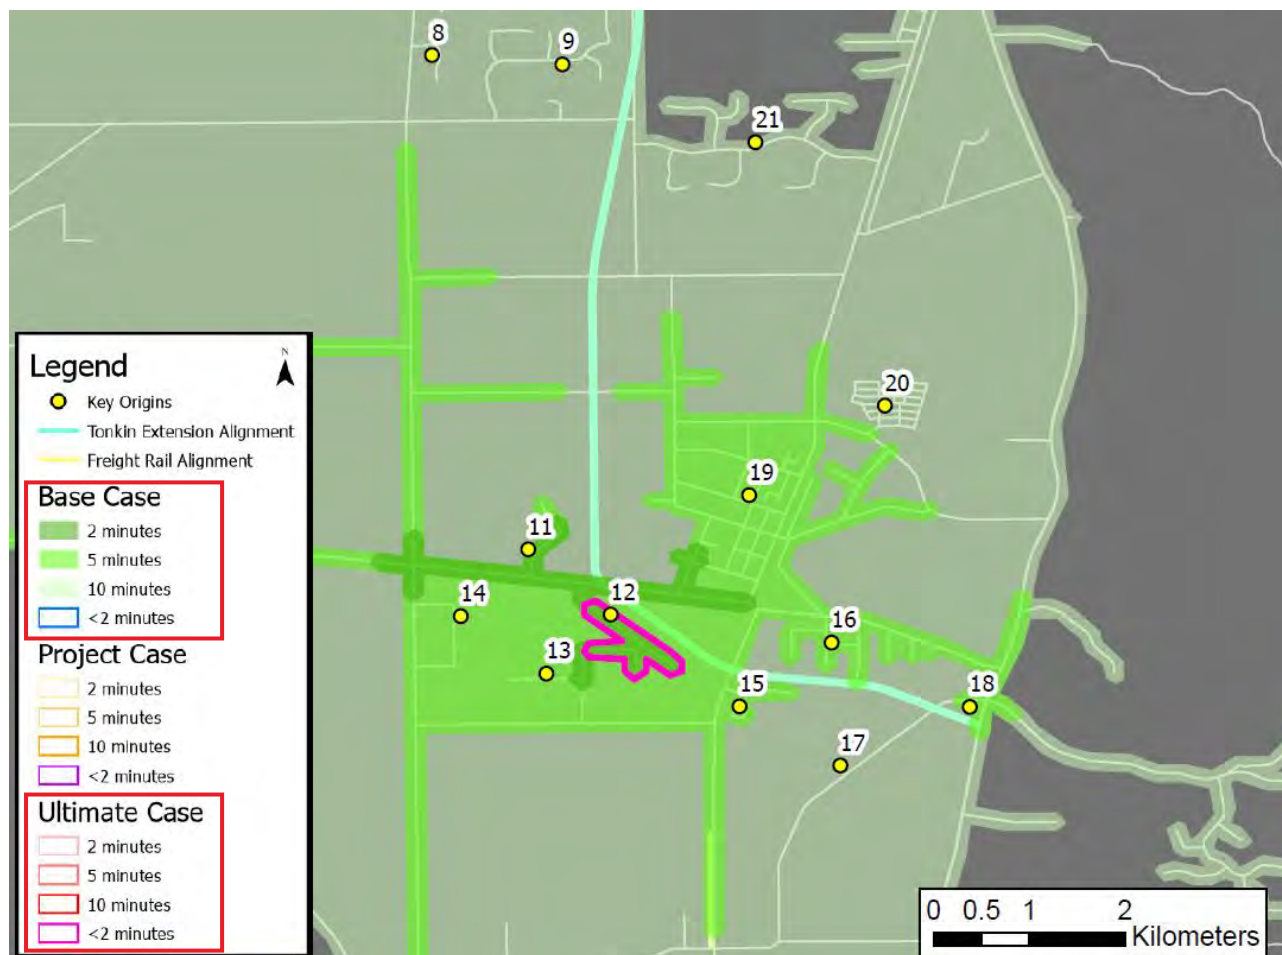 8
9
21
20
19
11
12
14
13
16
15
18
17
N
Legend
Key Origins
Tonkin Extension Alignment
Freight Rail Alignment
Base Case
2 minutes
5 minutes
10 minutes
<2 minutes
Project Case
2 minutes
5 minutes
10 minutes
<2 minutes
Ultimate Case
2 minutes
5 minutes
10 minutes
<2 minutes
0 0.5 1 2
Kilometers